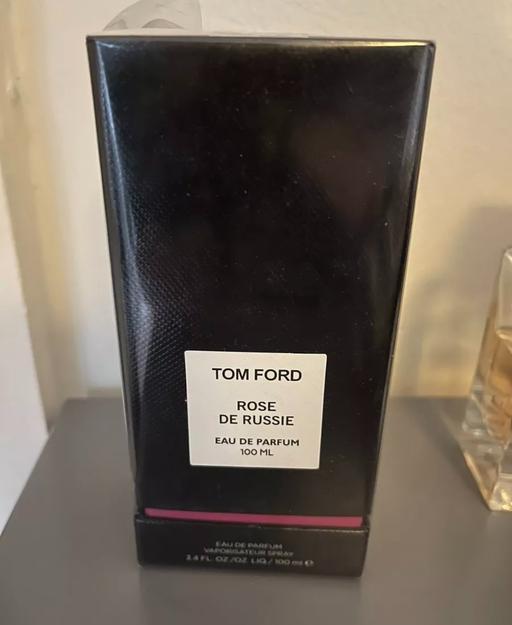 TOM FORD
ROSE
DE RUSSIE
EAU DE PARFUM
100 ML
EAU DE PARFUM
VAPORISATEUR SPRAY
3.4 FL. OZ./OZ. LIQ / 100 ml ℮